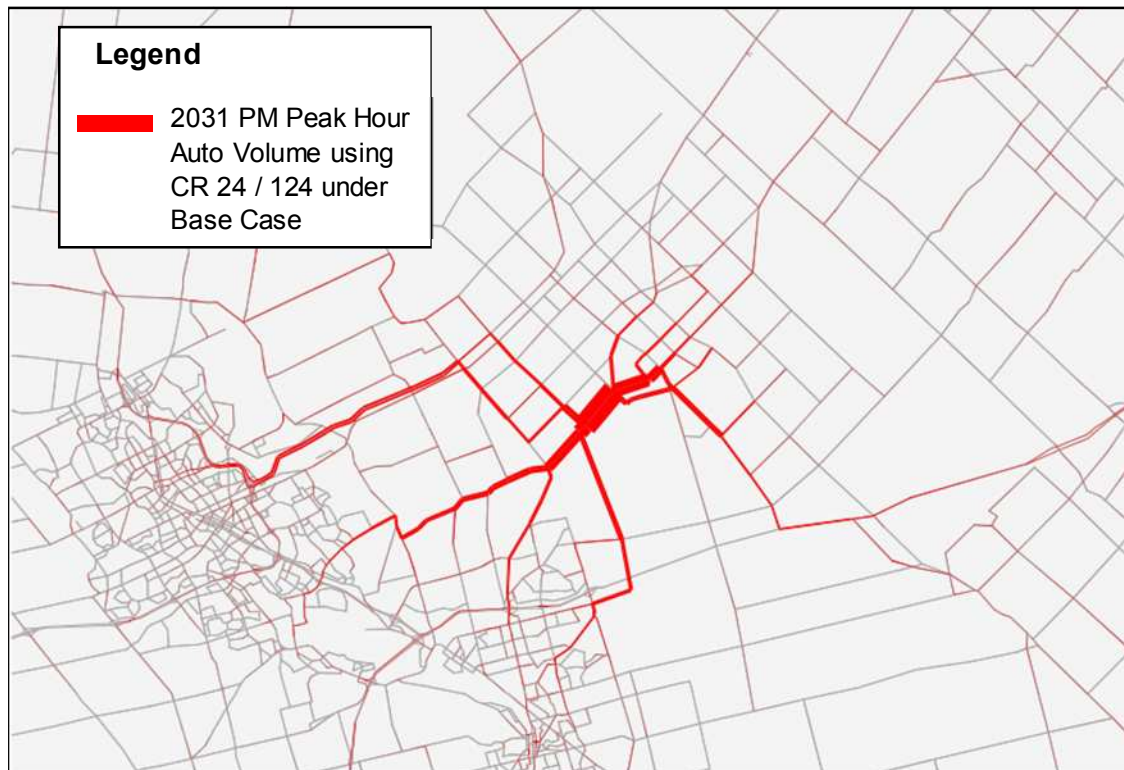 Legend
2031 PM Peak Hour
Auto Volume using
CR 24 / 124 under
Base Case